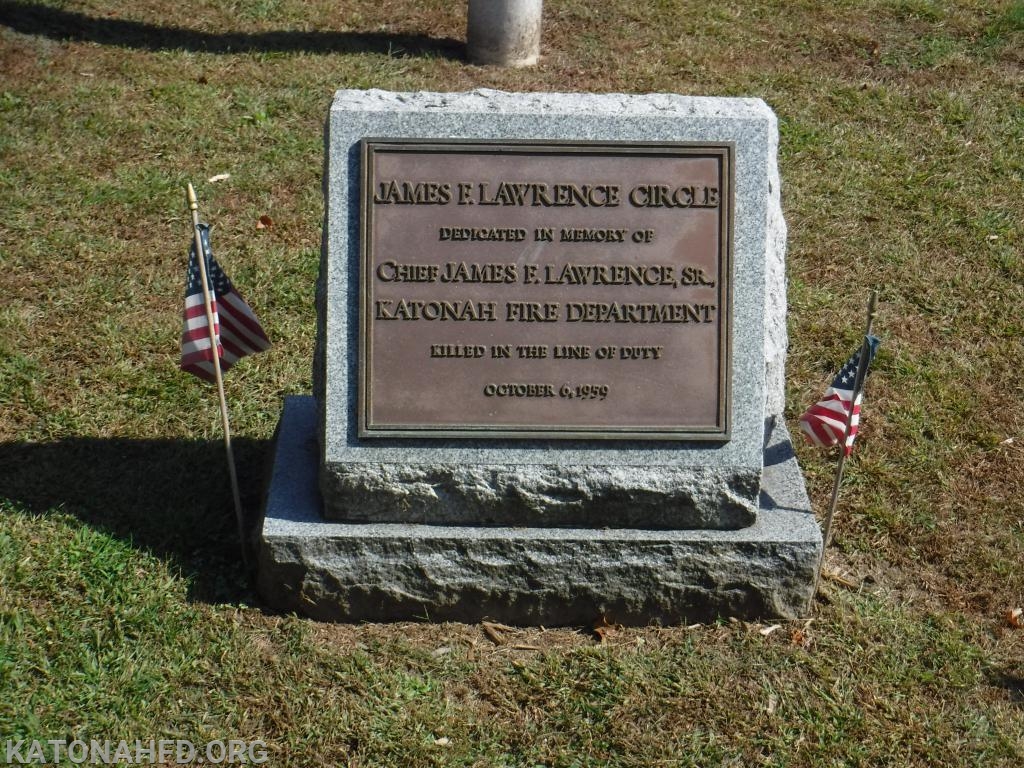 JAMES F. LAWRENCE CIRCLE
DEDICATED IN MEMORY OF
CHIEF JAMES F. LAWRENCE, SR.,
KATONAH FIRE DEPARTMENT
KILLED IN THE LINE OF DUTY
OCTOBER 6, 1959
KATONAHFD.ORG